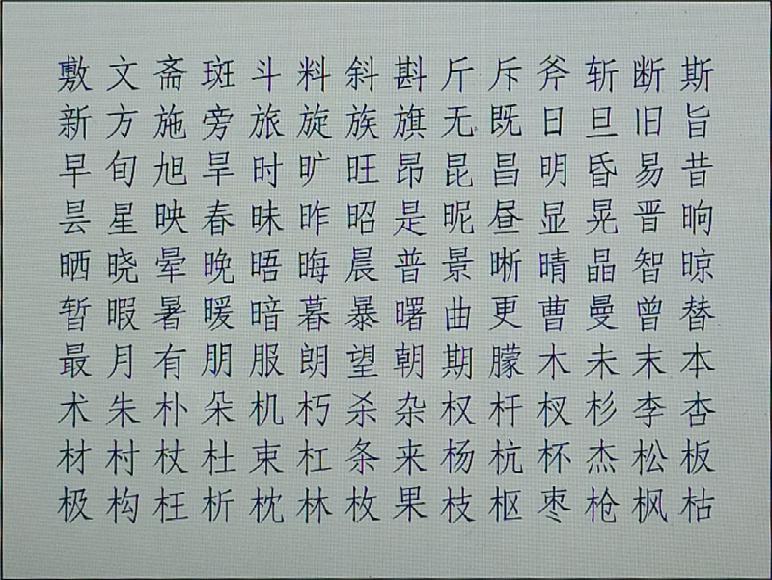 敷文斋斑斗料斜斟斤斥斧斩断斯
新方施旁旅旋族旗无既日旦旧旨
早旬旭旱时旷旺昂昆昌明昏易昔
昙星映春昧昨昭是昵昼显晃晋晌
晒晓晕晚晤晦晨普景晰晴晶智晾
暂暇暑暖暗暮暴曙曲更曹曼曾替
最月有朋服朗望朝期朦木未末本
术朱朴朵机朽杀杂权杆杈杉李杏
材村杖杜束杠条来杨杭杯杰松板
极构枉析枕林枚果枝枢枣枪枫枯